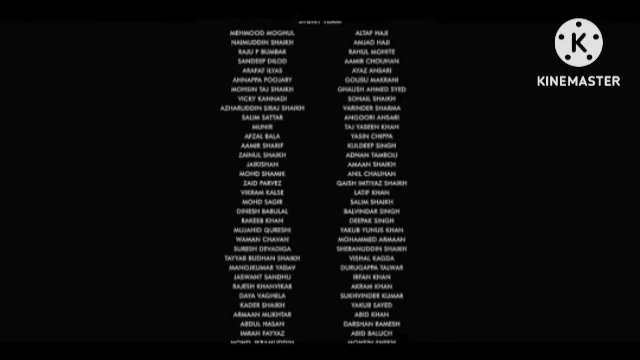 MEHMOOD MOGHUL ALTAF HAJI
NAIMUDDIN SHAIKH AMJAD HAJI
RAJU P BUMBAK RAHUL MOHITE
SANDEEP DILOD AAMIR CHOUHAN
ARAFAT ILYAS AYAZ ANSARI
ANNAPPA POOJARY GOUSU MAKRANI
MOHSIN TAJ SHAIKH GHAUSH AHMED SYED
VICKY KANNADI SOHAIL SHAIKH
AZHARUDDIN SIRAJ SHAIKH VARINDER SHARMA
SALIM SATTAR ANGOORI ANSARI
MUNIR TAJ YASEEN KHAN
AFZAL BALA YASIN CHIPPA
AAMIR SHARIF KULDEEP SINGH
ZAINUL SHAIKH ADNAN TAMBOLI
JAIKISHAN AMAAN SHAIKH
MOHD SHAMIK ANIL CHAUHAN
ZAID PARVEZ QAISH IMTIYAZ SHAIKH
VIKRAM KALSE LATIF KHAN
MOHD SAGIR SALIM SHAIKH
DINESH BABULAL BALVINDAR SINGH
RAKEEB KHAN DEEPAK SINGH
MUJAHID QURESHI YAKUB YUNUS KHAN
WAMAN CHAVAN MOHAMMED ARMAAN
SURESH DEVADIGA SHERANUDDIN SHAIKH
TAYYAB BUDHAN SHAIKH VISHAL KAGDA
MANOJKUMAR YADAV DURUGAPPA TALWAR
JASWANT SANDHU IRFAN KHAN
RAJESH KHANVIKAR AKRAM KHAN
DAYA VAGHELA SUKHVINDER KUMAR
KADER SHAIKH YAKUB SAYED
ARMAAN MUKHTAR ABID KHAN
ABDUL HASAN DARSHAN RAMESH
IMRAN FAYYAZ ABID BALUCH
K
KINEMASTER